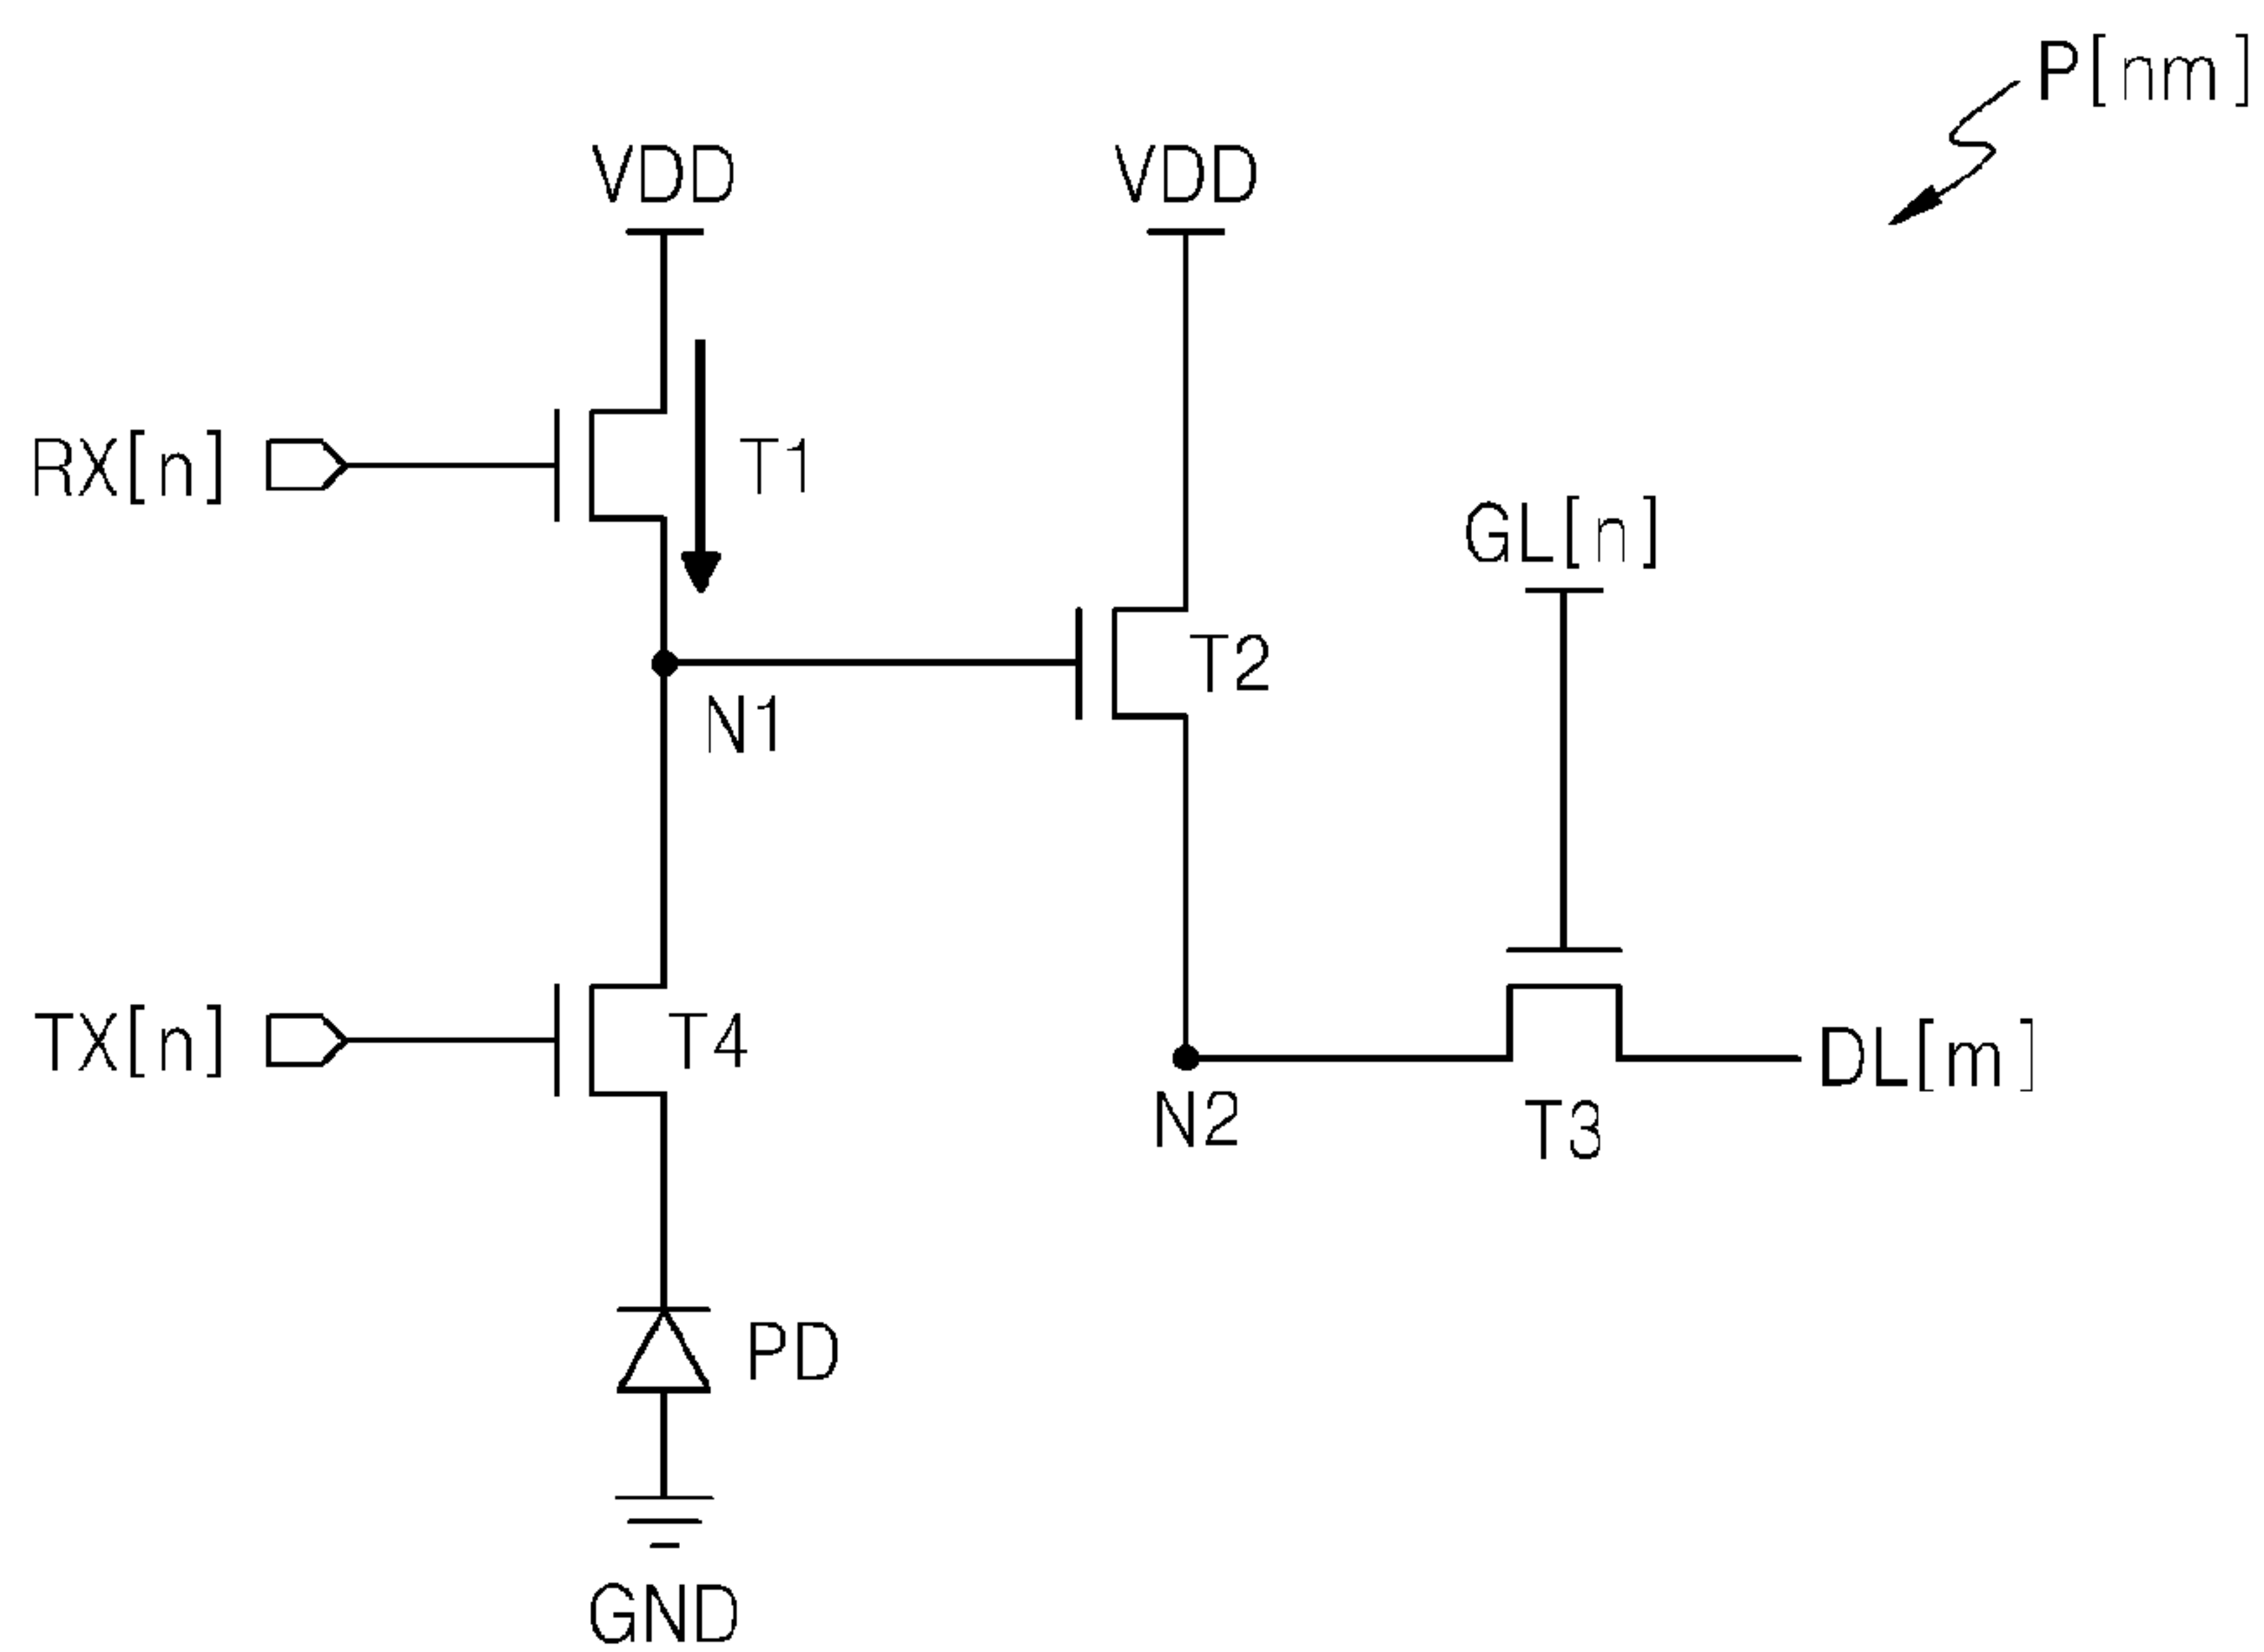 P[nm]
VDD VDD
RX[n] T1
GL[n]
T2
N1
TX[n] T4 DL[m]
N2 T3
PD
GND